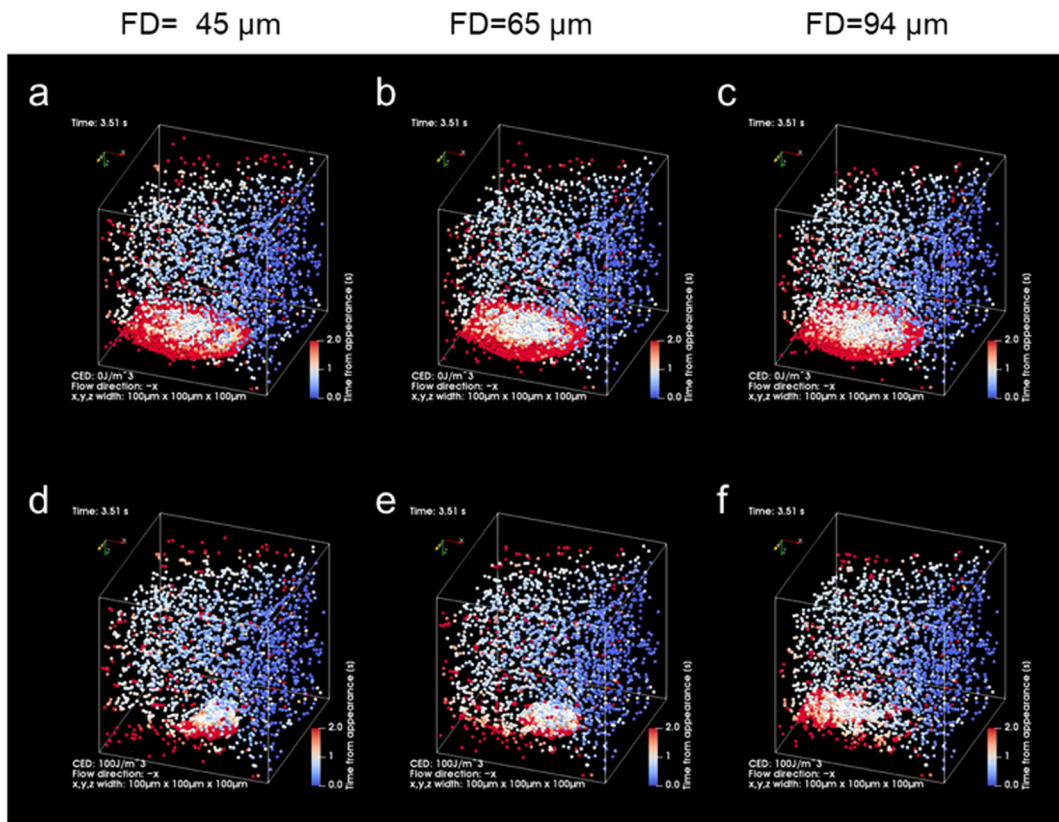 FD= 45 µm
FD=65 µm
FD=94 µm
a
Time: 3.51 s
x
z
2.0
1
0.0
Time from appearance (s)
CED: 0J/m^3
Flow direction: -x
x,y,z width: 100µm x 100µm x 100µm
b
Time: 3.51 s
x
z
2.0
1
0.0
Time from appearance (s)
CED: 0J/m^3
Flow direction: -x
x,y,z width: 100µm x 100µm x 100µm
c
Time: 3.51 s
x
z
2.0
1
0.0
Time from appearance (s)
CED: 0J/m^3
Flow direction: -x
x,y,z width: 100µm x 100µm x 100µm
d
Time: 3.51 s
x
z
2.0
1
0.0
Time from appearance (s)
CED: 100J/m^3
Flow direction: -x
x,y,z width: 100µm x 100µm x 100µm
e
Time: 3.51 s
x
z
2.0
1
0.0
Time from appearance (s)
CED: 100J/m^3
Flow direction: -x
x,y,z width: 100µm x 100µm x 100µm
f
Time: 3.51 s
x
z
2.0
1
0.0
Time from appearance (s)
CED: 100J/m^3
Flow direction: -x
x,y,z width: 100µm x 100µm x 100µm